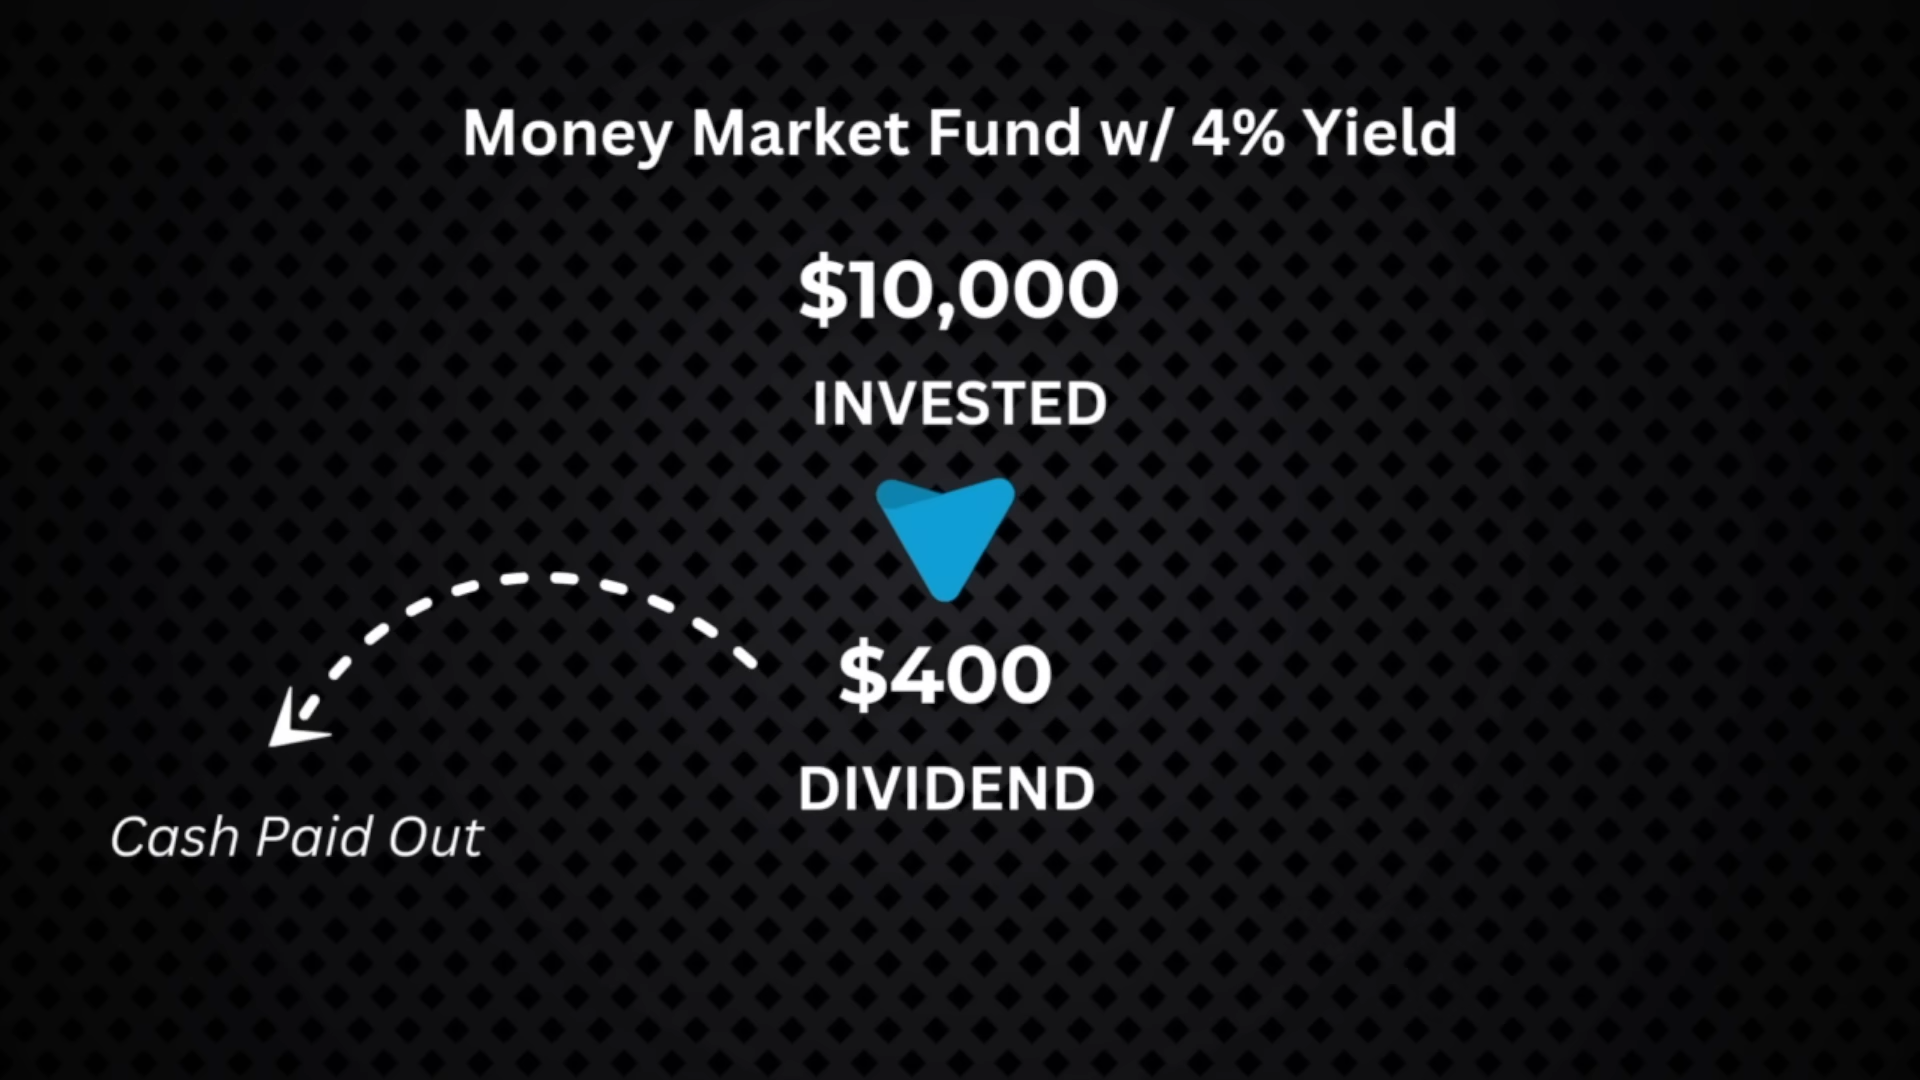 Money Market Fund w/ 4% Yield
$10,000
INVESTED
$400
DIVIDEND
Cash Paid Out